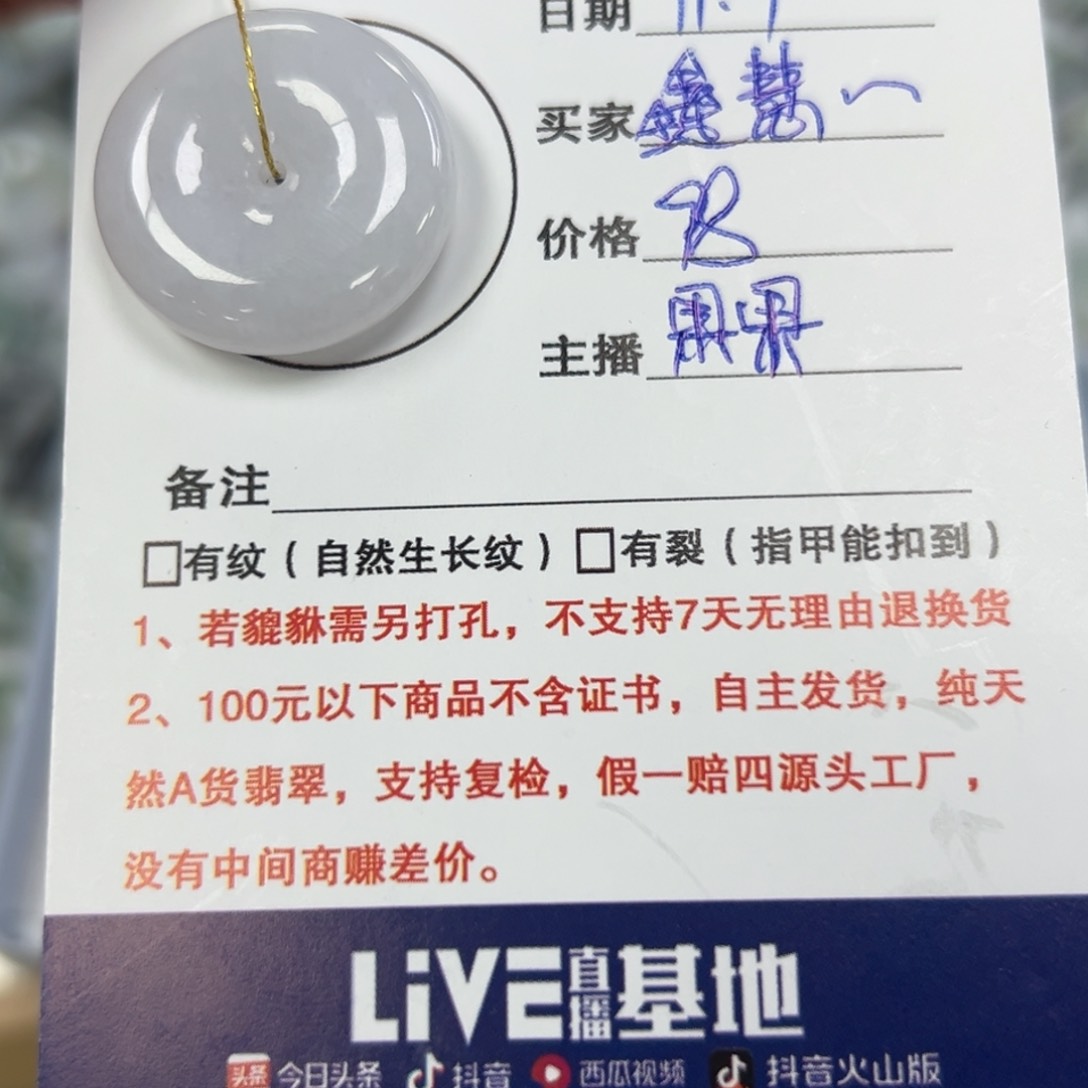 日期
买家
价格
主播 果果
备注
□有纹（自然生长纹）□有裂（指甲能扣到）
1、若貔貅需另打孔，不支持7天无理由退换货
2、100元以下商品不含证书，自主发货，纯天
然A货翡翠，支持复检，假一赔四源头工厂，
没有中间商赚差价。
LiVE直播基地
头条 今日头条 抖音 西瓜视频 抖音火山版